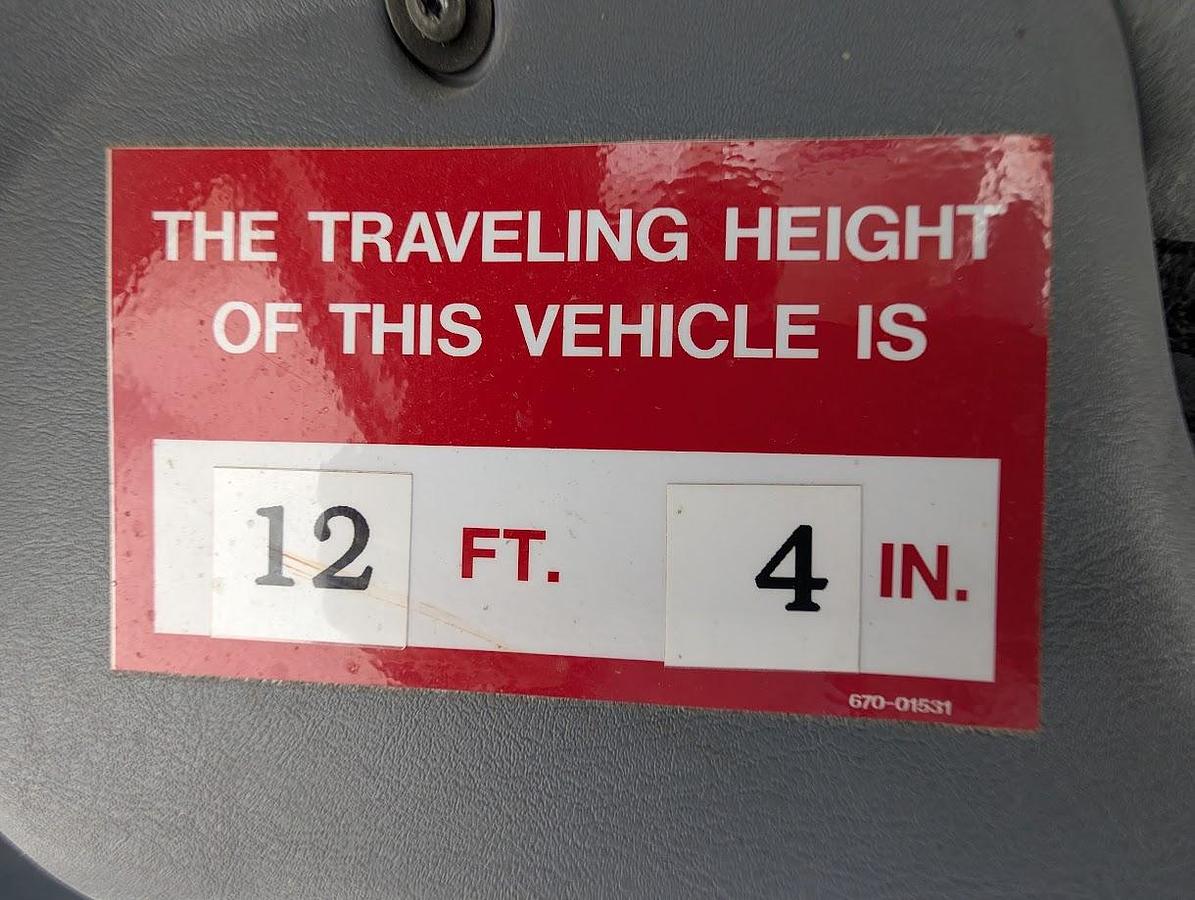 THE TRAVELING HEIGHT
OF THIS VEHICLE IS
12 FT. 4 IN.
670-01531